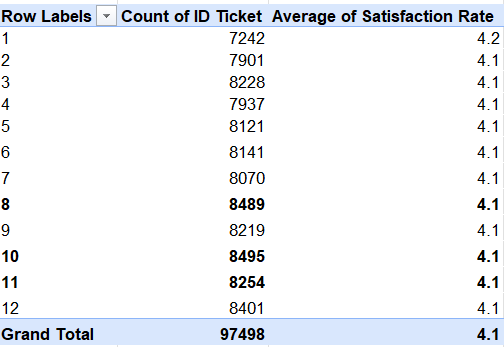 Row Labels Count of ID Ticket Average of Satisfaction Rate
1 7242 4.2
2 7901 4.1
3 8228 4.1
4 7937 4.1
5 8121 4.1
6 8141 4.1
7 8070 4.1
8 8489 4.1
9 8219 4.1
10 8495 4.1
11 8254 4.1
12 8401 4.1
Grand Total 97498 4.1